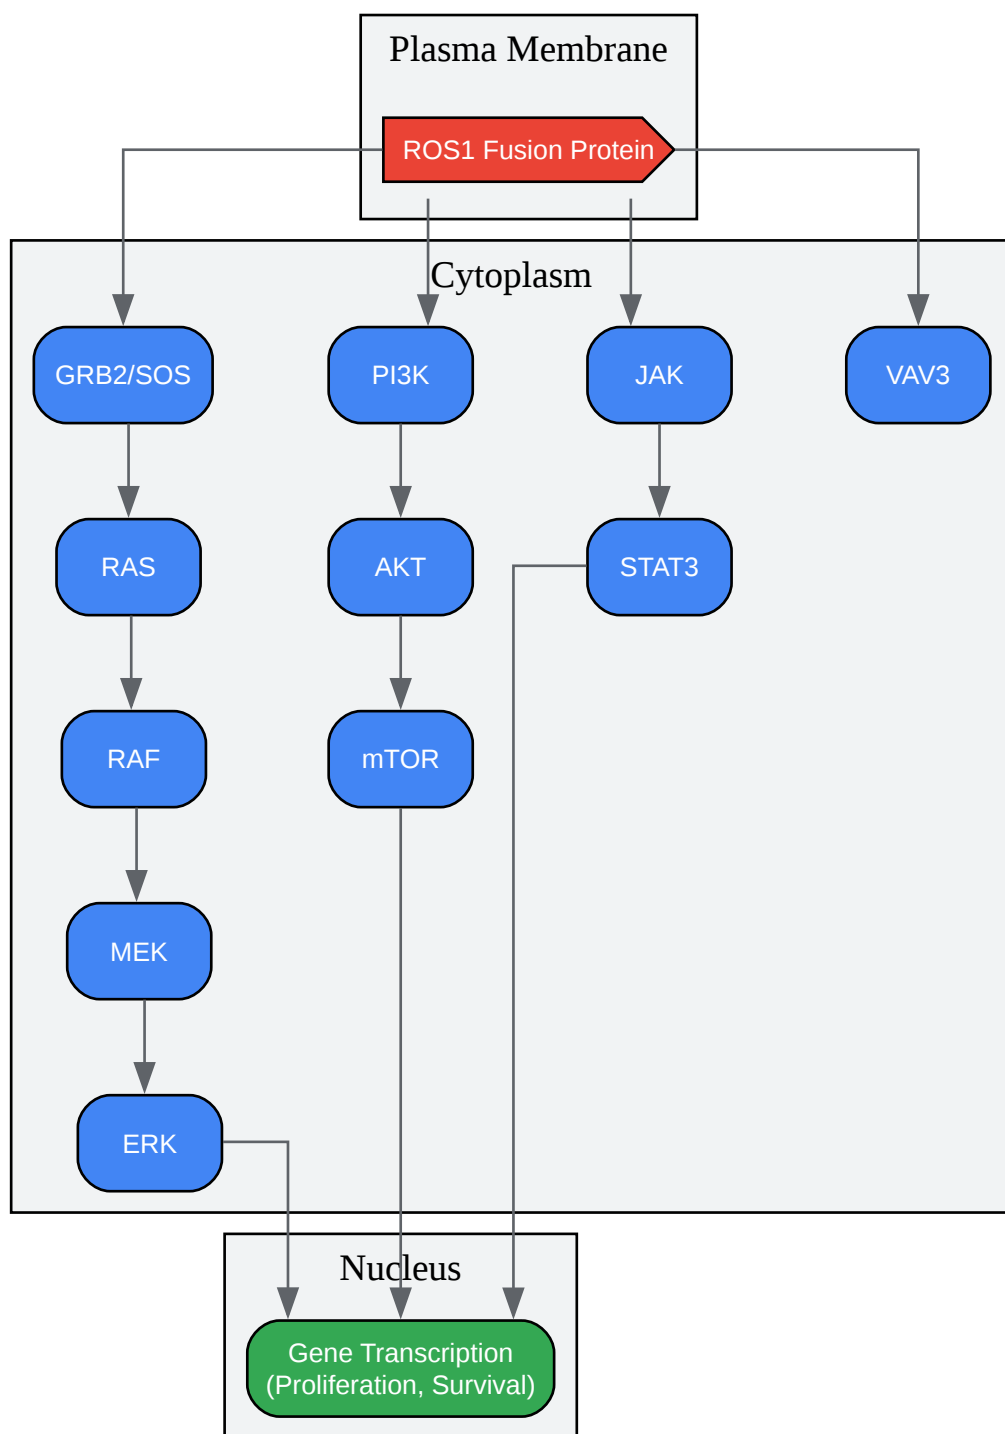 Plasma Membrane
ROS1 Fusion Protein
Cytoplasm
GRB2/SOS
PI3K
JAK
VAV3
RAS
AKT
STAT3
RAF
mTOR
MEK
ERK
Nucleus
Gene Transcription
(Proliferation, Survival)